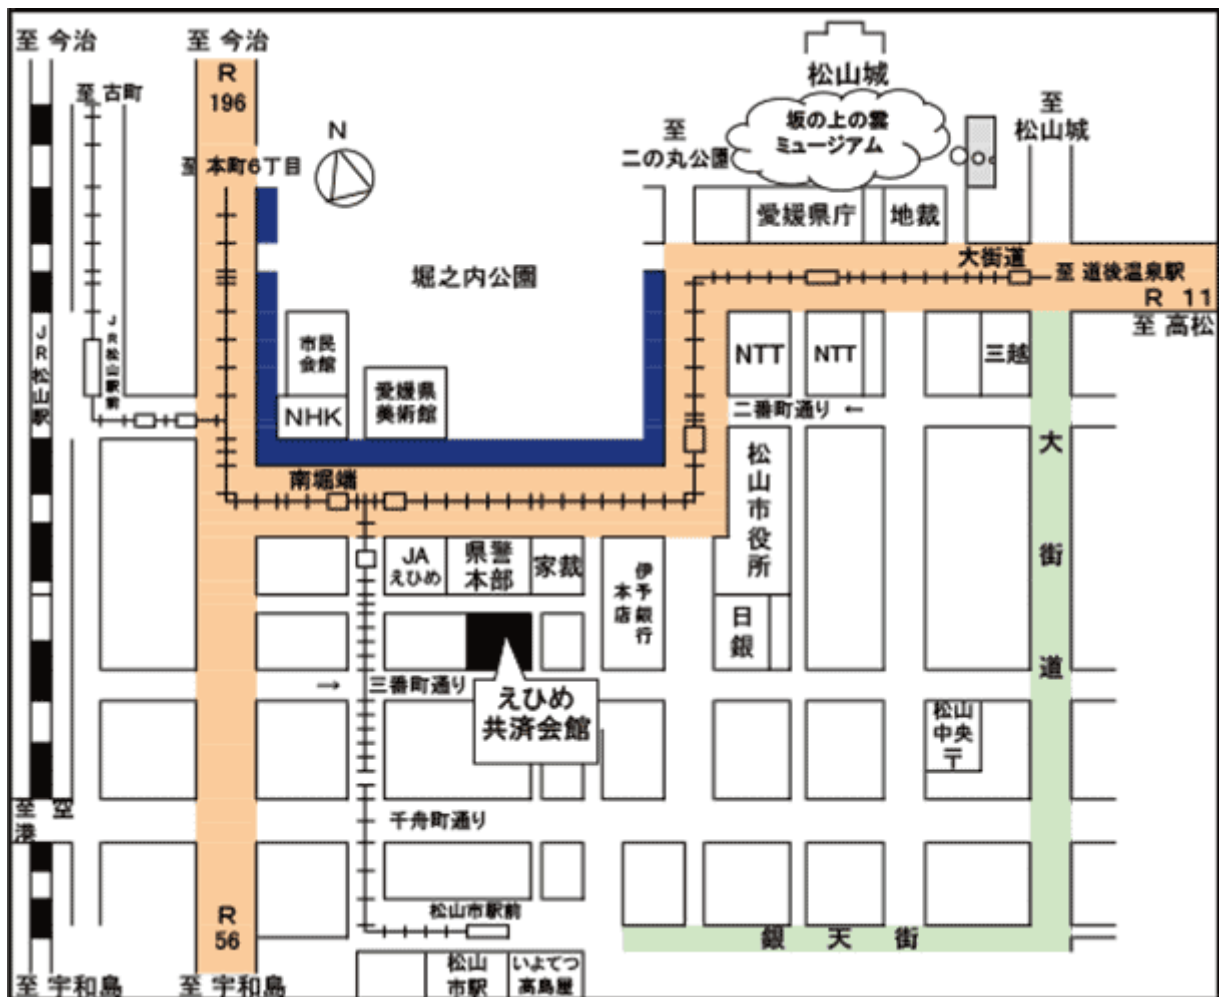 至 今治
至 今治
R
196
至 古町
至 本町6丁目
N
松山城
坂の上の雲
ミュージアム
至
二の丸公園
至
松山城
愛媛県庁
地裁
大街道
至 道後温泉駅
R 11
至 高松
堀之内公園
市民
会館
愛媛県
美術館
NHK
JR松山駅
JR松山駅前
NTT
NTT
三越
二番町通り ←
松山市役所
大街道
南堀端
JA
えひめ
県警
本部
家裁
伊予銀行
本店
日銀
→ 三番町通り
えひめ
共済会館
松山
中央
〒
至 空
港
千舟町通り
R
56
松山市駅前
銀天街
松山
市駅
いよてつ
高島屋
至 宇和島
至 宇和島